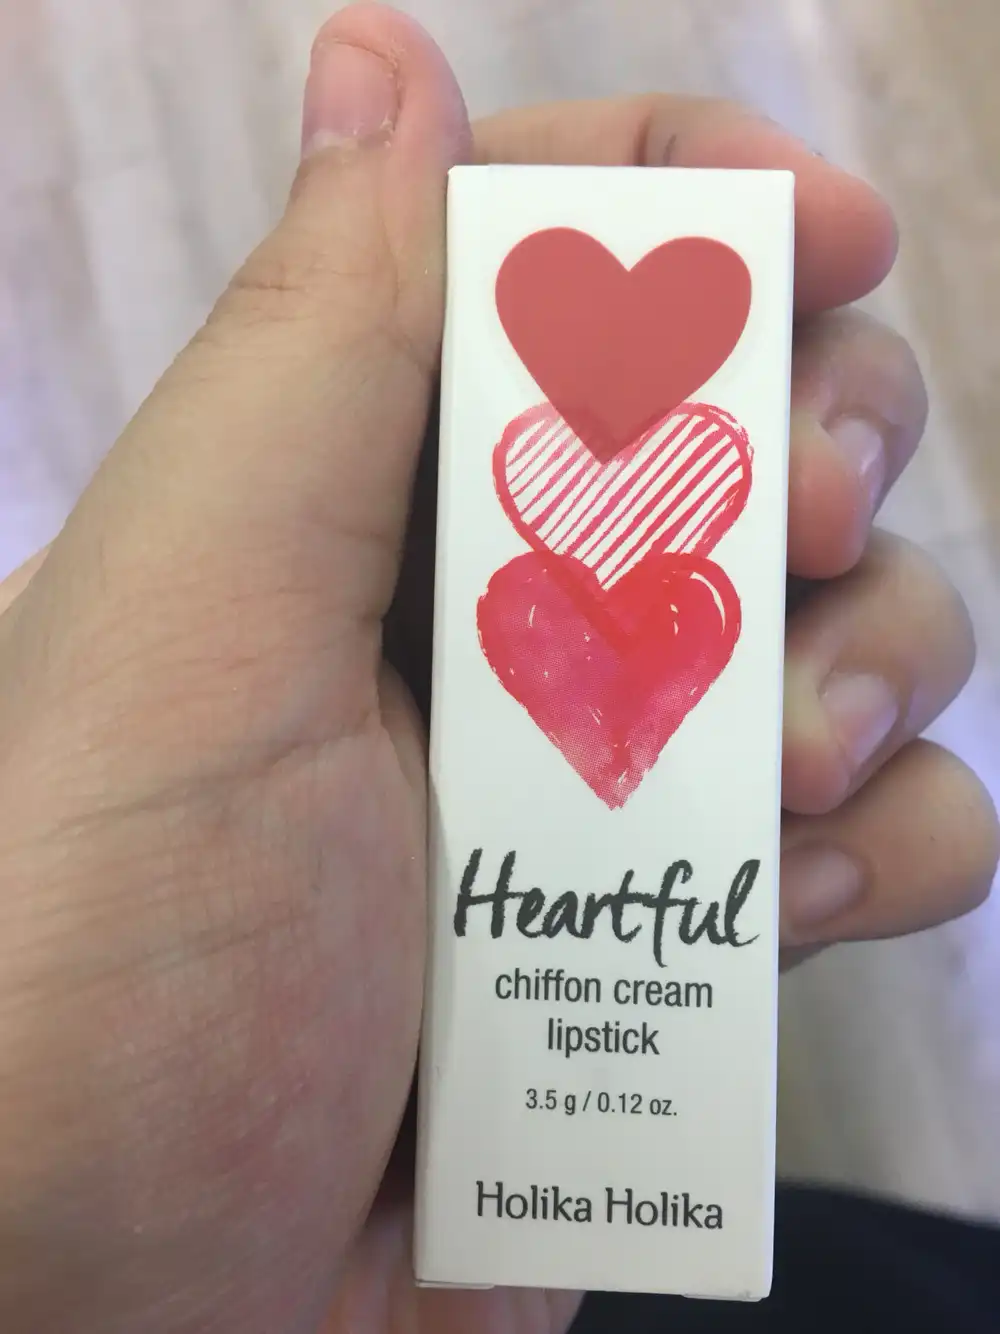 Heartful
chiffon cream
lipstick
3.5 g / 0.12 oz.
Holika Holika